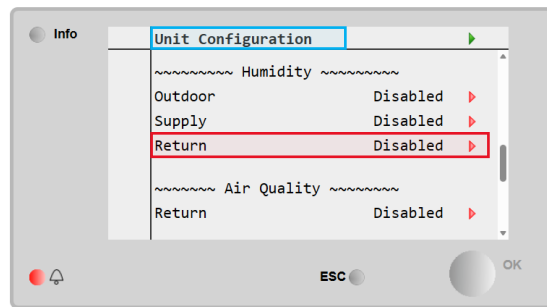 Info
Unit Configuration
~~~~~~~~~ Humidity ~~~~~~~~~
Outdoor Disabled
Supply Disabled
Return Disabled
~~~~~~~ Air Quality ~~~~~~~~
Return Disabled
ESC
OK